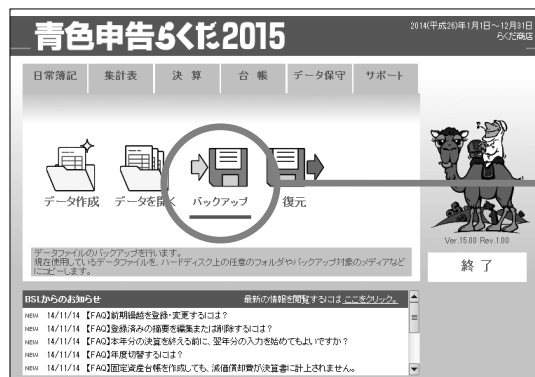 青色申告らくだ2015
2014(平成26)年1月1日～12月31日
らくだ商店
日常簿記 集計表 決算 台帳 データ保守 サポート
データ作成 データを開く バックアップ 復元
Ver.15.00 Rev.1.00
終了
データファイルのバックアップを行います。
現在使用しているデータファイルを、ハードディスク上の任意のフォルダやバックアップ対象のメディアなど
にコピーします。
BSLからのお知らせ 最新の情報を閲覧するにはここをクリック。
NEW 14/11/14 【FAQ】前期繰越を登録・変更するには？
NEW 14/11/14 【FAQ】登録済みの摘要を編集または削除するには？
NEW 14/11/14 【FAQ】本年分の決算を終える前に、翌年分の入力を始めてもよいですか？
NEW 14/11/14 【FAQ】年度切替するには？
NEW 14/11/14 【FAQ】固定資産台帳を作成しても、減価償却費が決算書に計上されません。